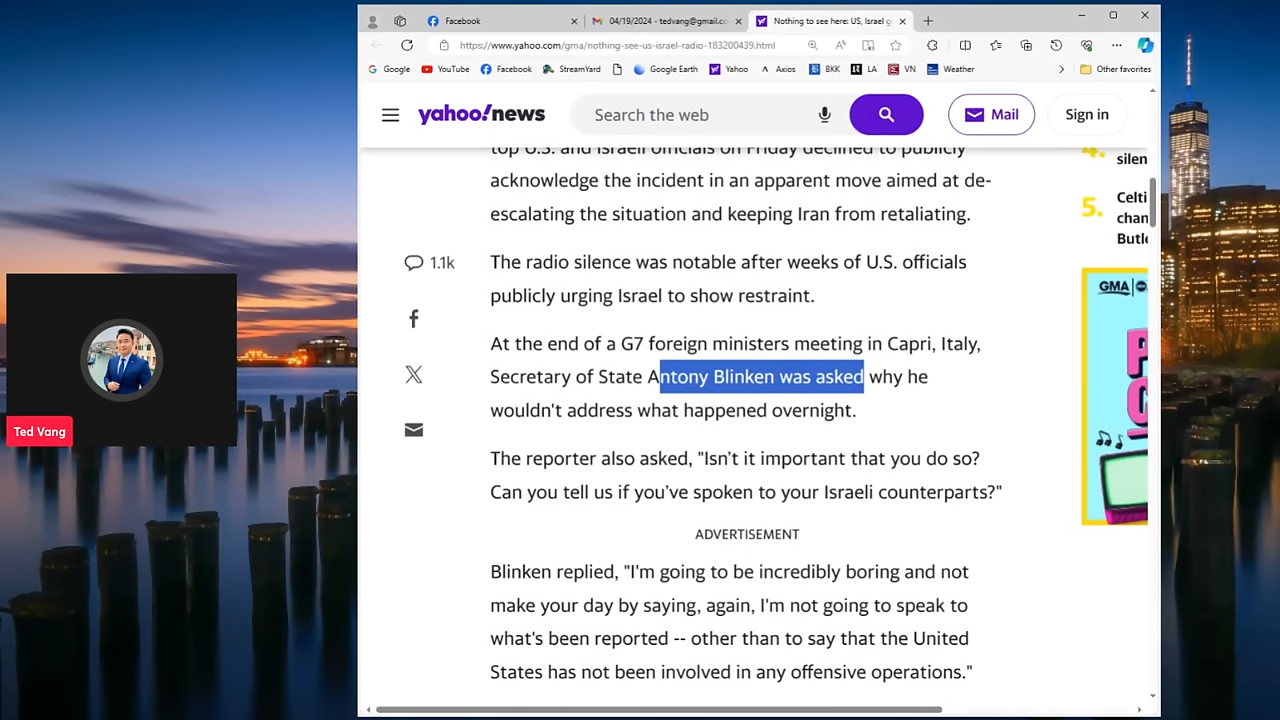 Facebook
04/19/2024 - tedvang@gmail.co
Nothing to see here: US, Israel g
https://www.yahoo.com/gma/nothing-see-us-israel-radio-183200439.html
Google YouTube Facebook StreamYard Google Earth Yahoo Axios BKK LA VN Weather Other favorites
yahoo!news
Search the web
Mail
Sign in
top U.S. and Israeli officials on Friday declined to publicly
acknowledge the incident in an apparent move aimed at de-
escalating the situation and keeping Iran from retaliating.
1.1k
The radio silence was notable after weeks of U.S. officials
publicly urging Israel to show restraint.
At the end of a G7 foreign ministers meeting in Capri, Italy,
Secretary of State Antony Blinken was asked why he
wouldn't address what happened overnight.
The reporter also asked, "Isn't it important that you do so?
Can you tell us if you've spoken to your Israeli counterparts?"
ADVERTISEMENT
Blinken replied, "I'm going to be incredibly boring and not
make your day by saying, again, I'm not going to speak to
what's been reported -- other than to say that the United
States has not been involved in any offensive operations."
4.
silen
5.
Celti
chan
Butle
GMA
Ted Vang